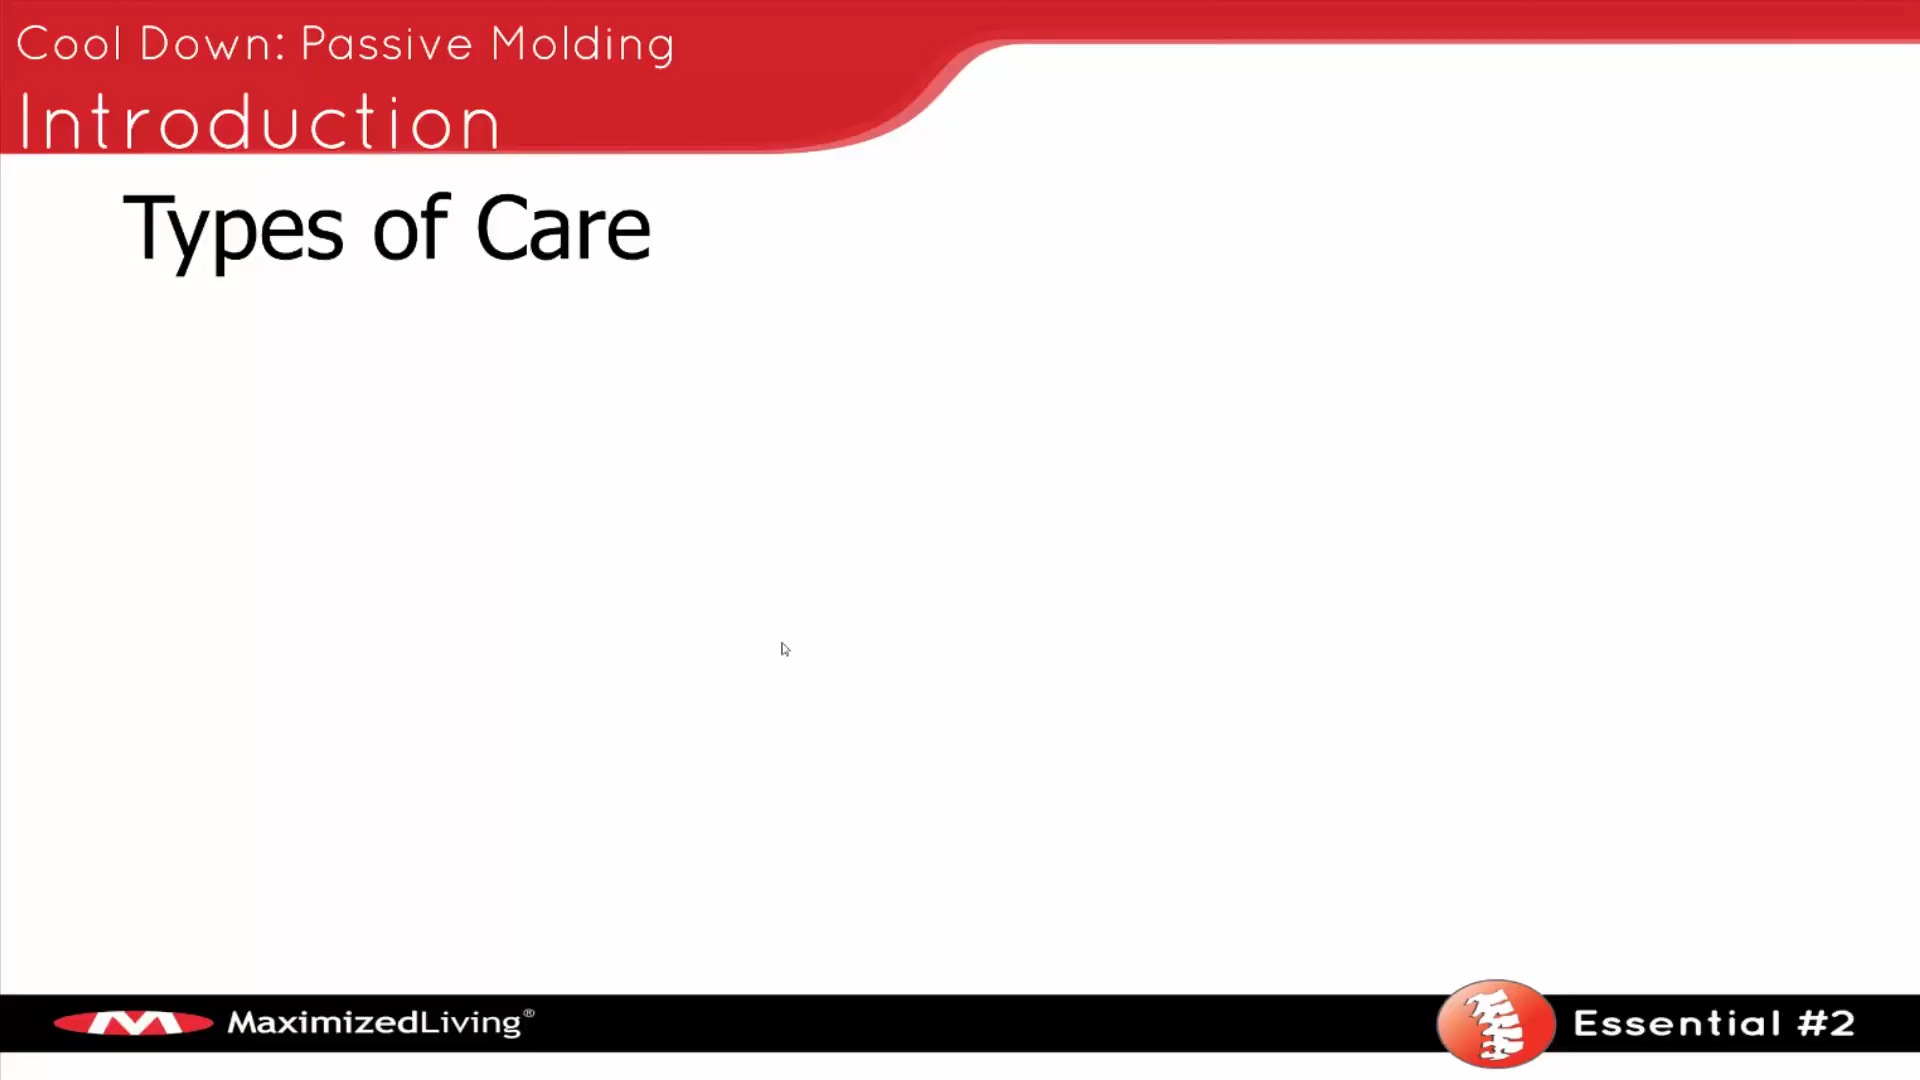 Cool Down: Passive Molding
Introduction
Types of Care
MaximizedLiving®
Essential #2